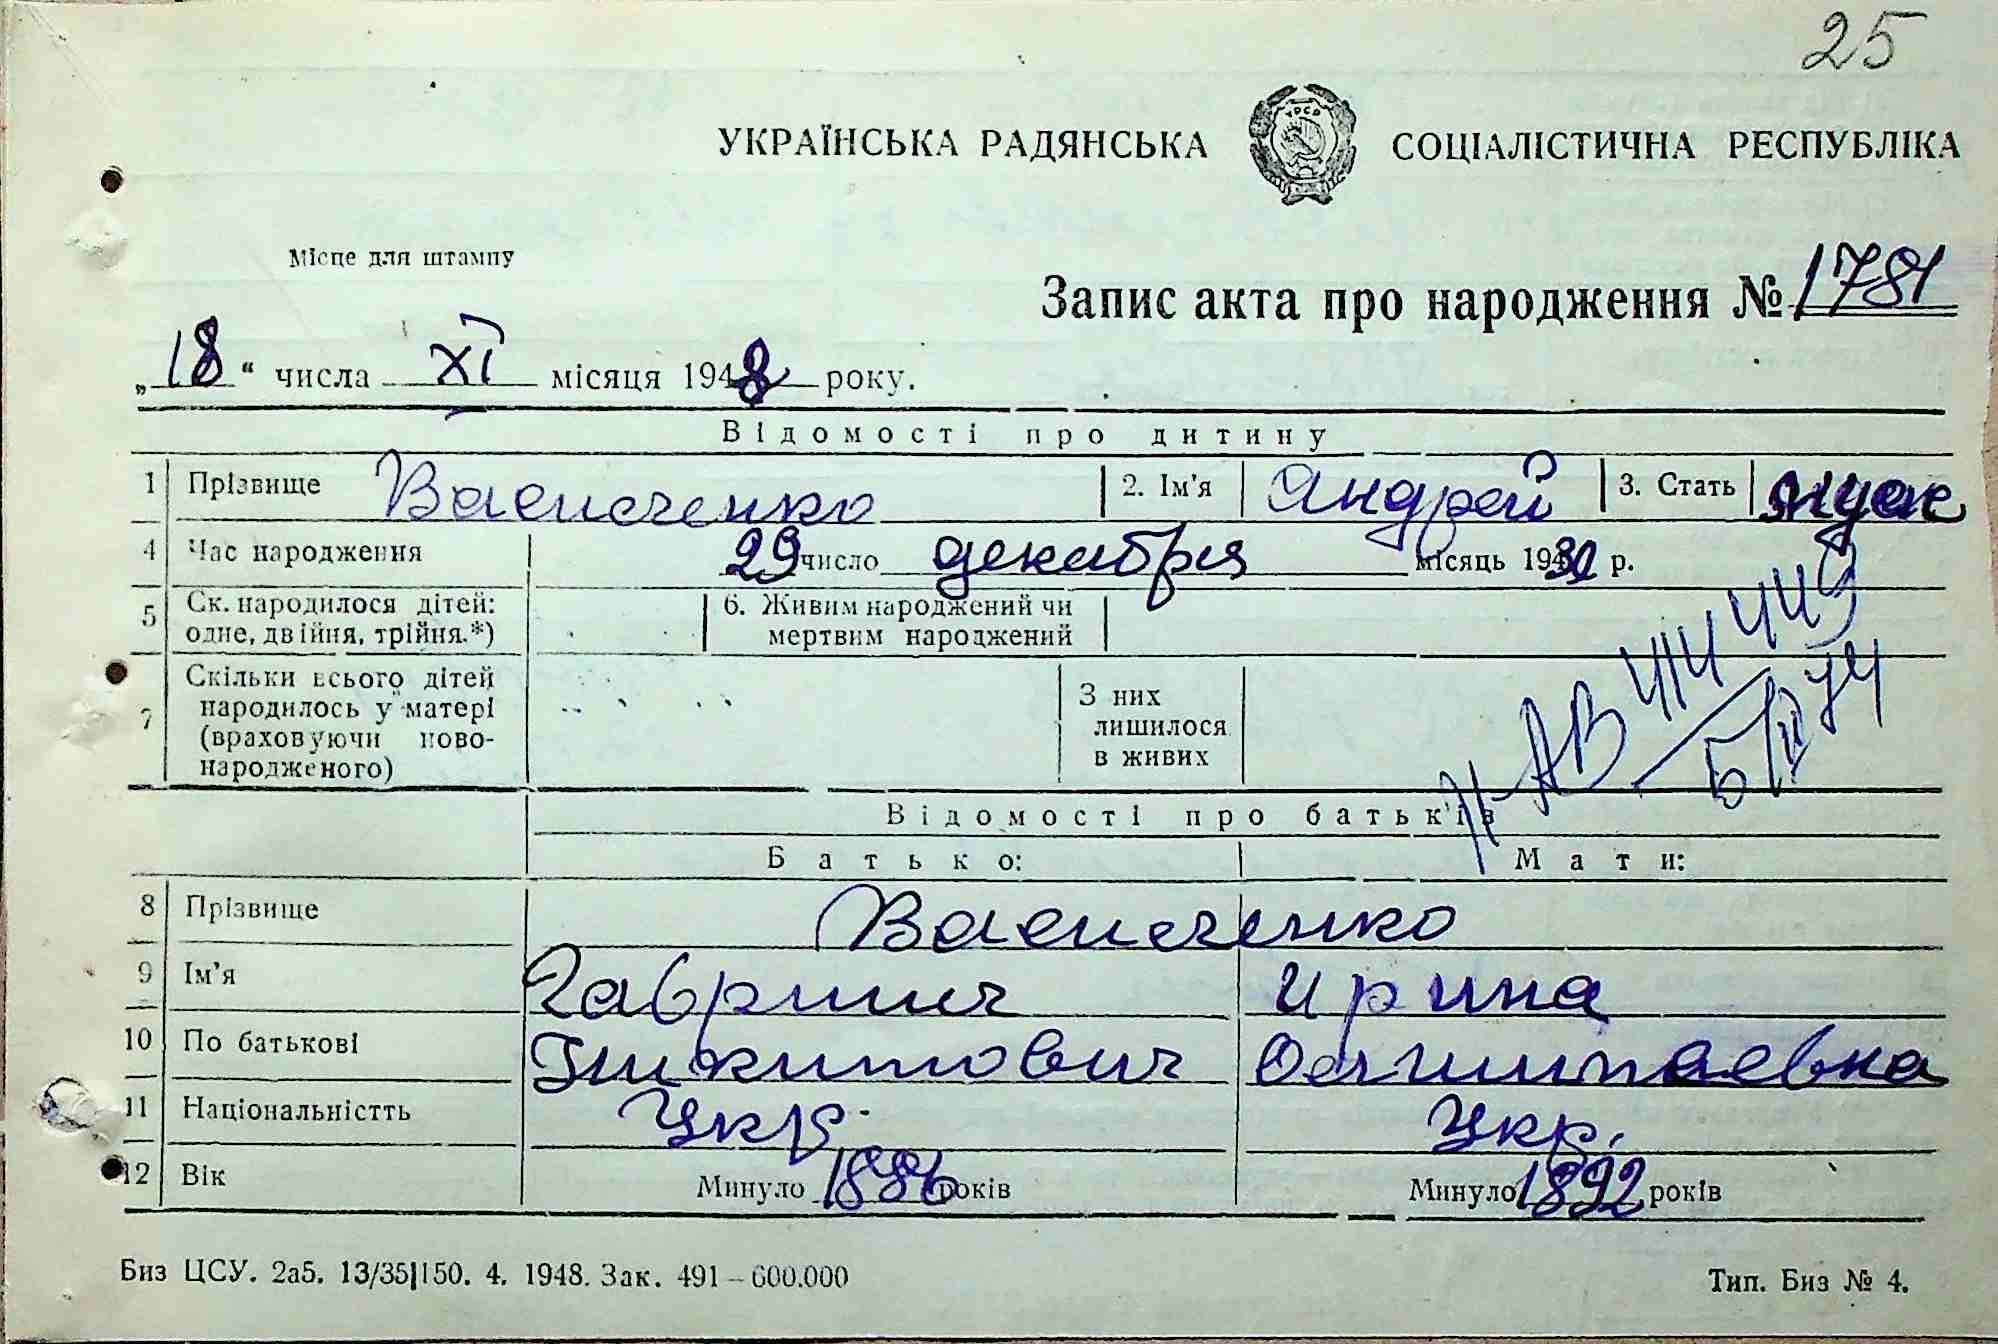 25
УКРАЇНСЬКА РАДЯНСЬКА СОЦІАЛІСТИЧНА РЕСПУБЛІКА
УРСР
Місце для штампу
Запис акта про народження № 1781
„18“ числа XI місяця 1948 року.
Відомості про дитину
1 Прізвище Василенко 2. Ім'я Андрей 3. Стать муж
4 Час народження 29 число декабря місяць 1930 р.
5 Ск. народилося дітей: одне, двійня, трійня.*) 6. Живим народжений чи мертвим народжений
7 Скільки всього дітей народилось у матері (враховуючи новонародженого) З них лишилося в живих
II-АВ 414449
5/II 74
Відомості про батьків
Батько: Мати:
8 Прізвище Василенко
9 Ім'я Гавриил Ирина
10 По батькові Никитович
11 Національністть Укр. Укр.
12 Вік Минуло 1886 років Минуло 1892 років
Биз ЦСУ. 2а5. 13/35|150. 4. 1948. Зак. 491—600.000 Тип. Биз № 4.